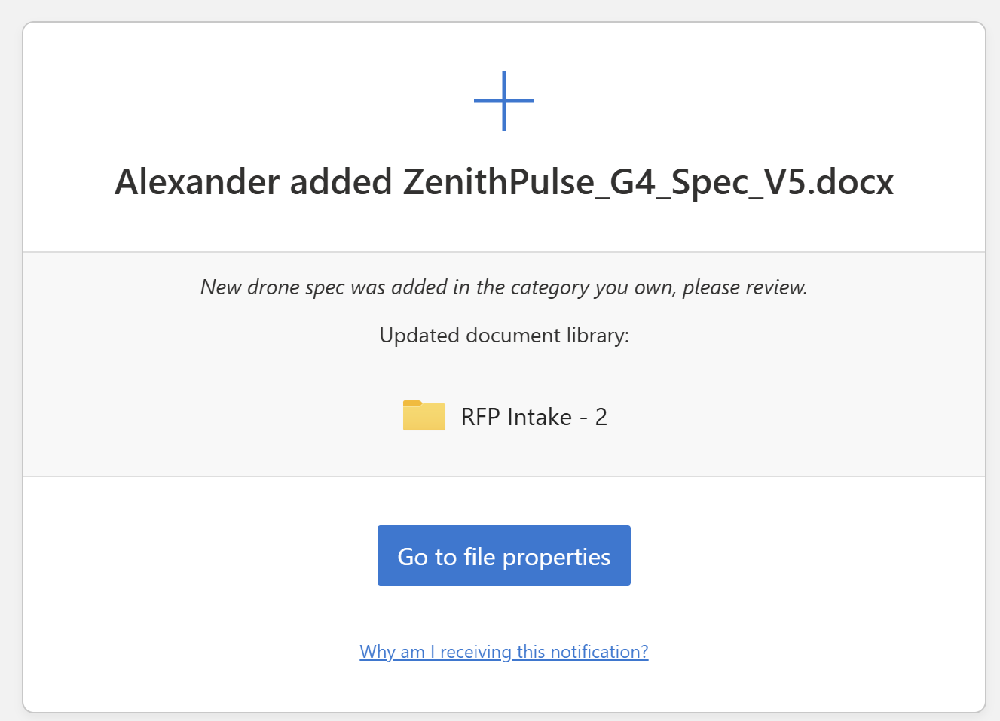 Alexander added ZenithPulse_G4_Spec_V5.docx
New drone spec was added in the category you own, please review.
Updated document library:
RFP Intake - 2
Go to file properties
Why am I receiving this notification?